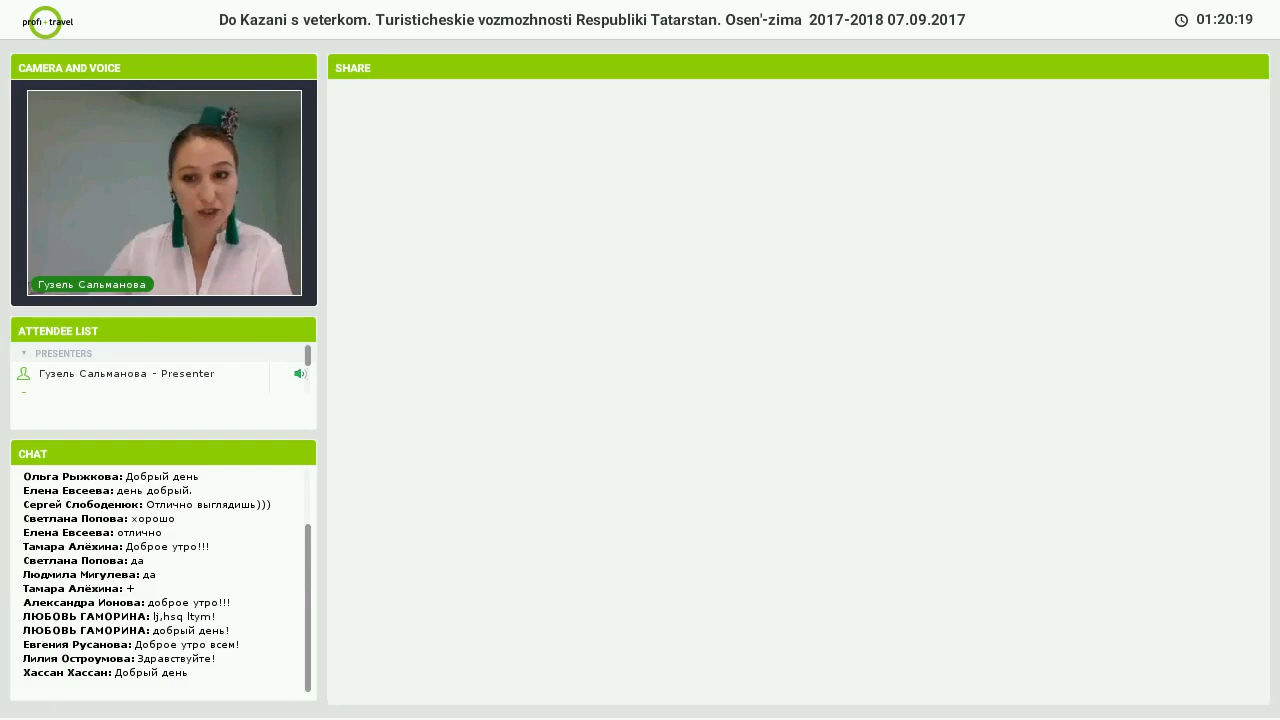 profi+travel
Do Kazani s veterkom. Turisticheskie vozmozhnosti Respubliki Tatarstan. Osen'-zima 2017-2018 07.09.2017
01:20:19
CAMERA AND VOICE
Гузель Сальманова
ATTENDEE LIST
PRESENTERS
Гузель Сальманова - Presenter
CHAT
Ольга Рыжкова: Добрый день
Елена Евсеева: день добрый.
Сергей Слободенюк: Отлично выглядишь)))
Светлана Попова: хорошо
Елена Евсеева: отлично
Тамара Алёхина: Доброе утро!!!
Светлана Попова: да
Людмила Мигулева: да
Тамара Алёхина: +
Александра Ионова: доброе утро!!!
ЛЮБОВЬ ГАМОРИНА: lj,hsq ltym!
ЛЮБОВЬ ГАМОРИНА: добрый день!
Евгения Русанова: Доброе утро всем!
Лилия Остроумова: Здравствуйте!
Хассан Хассан: Добрый день
SHARE